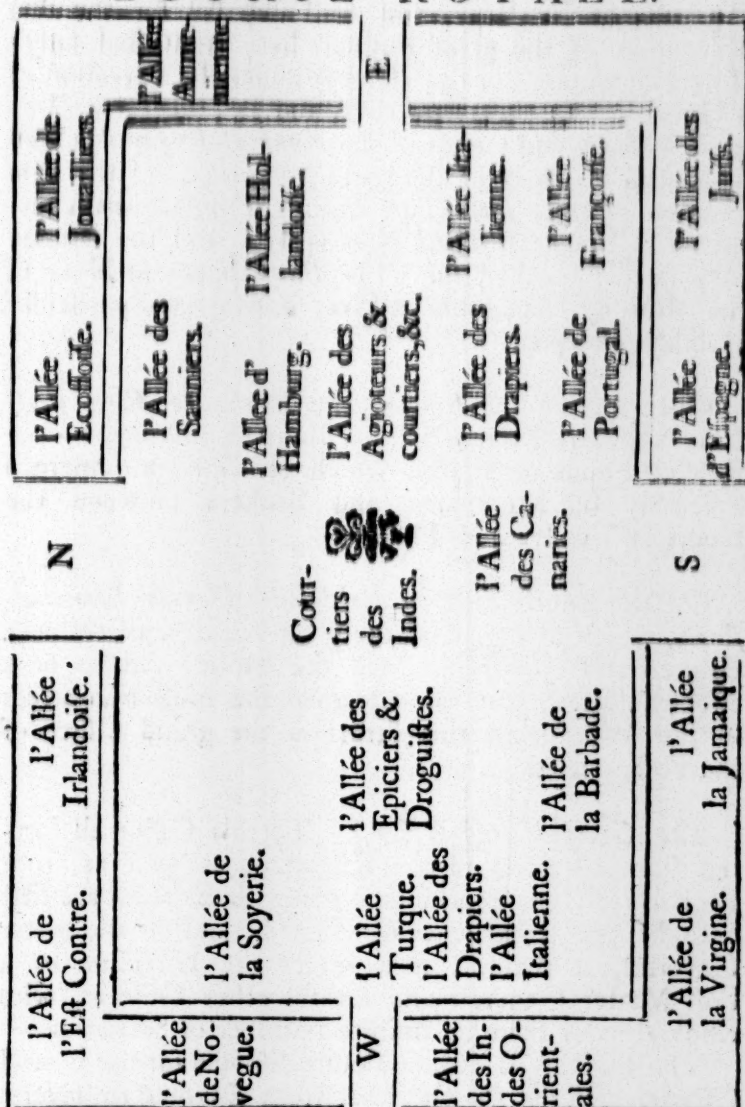 l'Allée
Ecoſſoiſe.
l'Allée de
Jouailliers.
l'Allée
Arme-
nienne.
E
l'Allée des
Sauniers.
l'Allée d'
Hamburg.
l'Allée Hol-
landoiſe.
l'Allée des
Agioteurs &
courtiers, &c.
l'Allée Ita-
lienne.
l'Allée des
Drapiers.
l'Allée
Françoiſe.
l'Allée de
Portugal.
l'Allée des
Juifs.
l'Allée
d'Eſpagne.
N
Cour-
tiers
des
Indes.
l'Allée
des Ca-
naries.
S
l'Allée
Irlandoiſe.
l'Allée de
l'Eſt Contre.
l'Allée de
la Soyerie.
l'Allée des
Epiciers &
Droguiſtes.
l'Allée
Turque.
l'Allée des
Drapiers.
l'Allée
Italienne.
l'Allée de
la Barbade.
l'Allée
la Jamaique.
l'Allée de
la Virgine.
l'Allée
de No-
vegue.
W
l'Allée
des In-
des O-
rient-
ales.